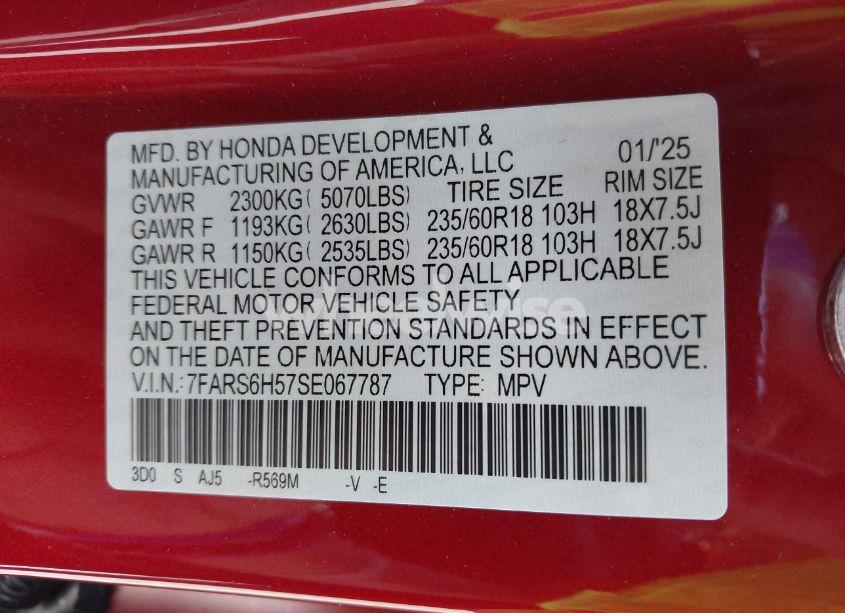 MFD. BY HONDA DEVELOPMENT &
MANUFACTURING OF AMERICA, LLC 01/'25
GVWR 2300KG( 5070LBS) TIRE SIZE RIM SIZE
GAWR F 1193KG( 2630LBS) 235/60R18 103H 18X7.5J
GAWR R 1150KG( 2535LBS) 235/60R18 103H 18X7.5J
THIS VEHICLE CONFORMS TO ALL APPLICABLE
FEDERAL MOTOR VEHICLE SAFETY
AND THEFT PREVENTION STANDARDS IN EFFECT
ON THE DATE OF MANUFACTURE SHOWN ABOVE.
V.I.N.: 7FARS6H57SE067787 TYPE: MPV
3D0 S AJ5 -R569M -V -E